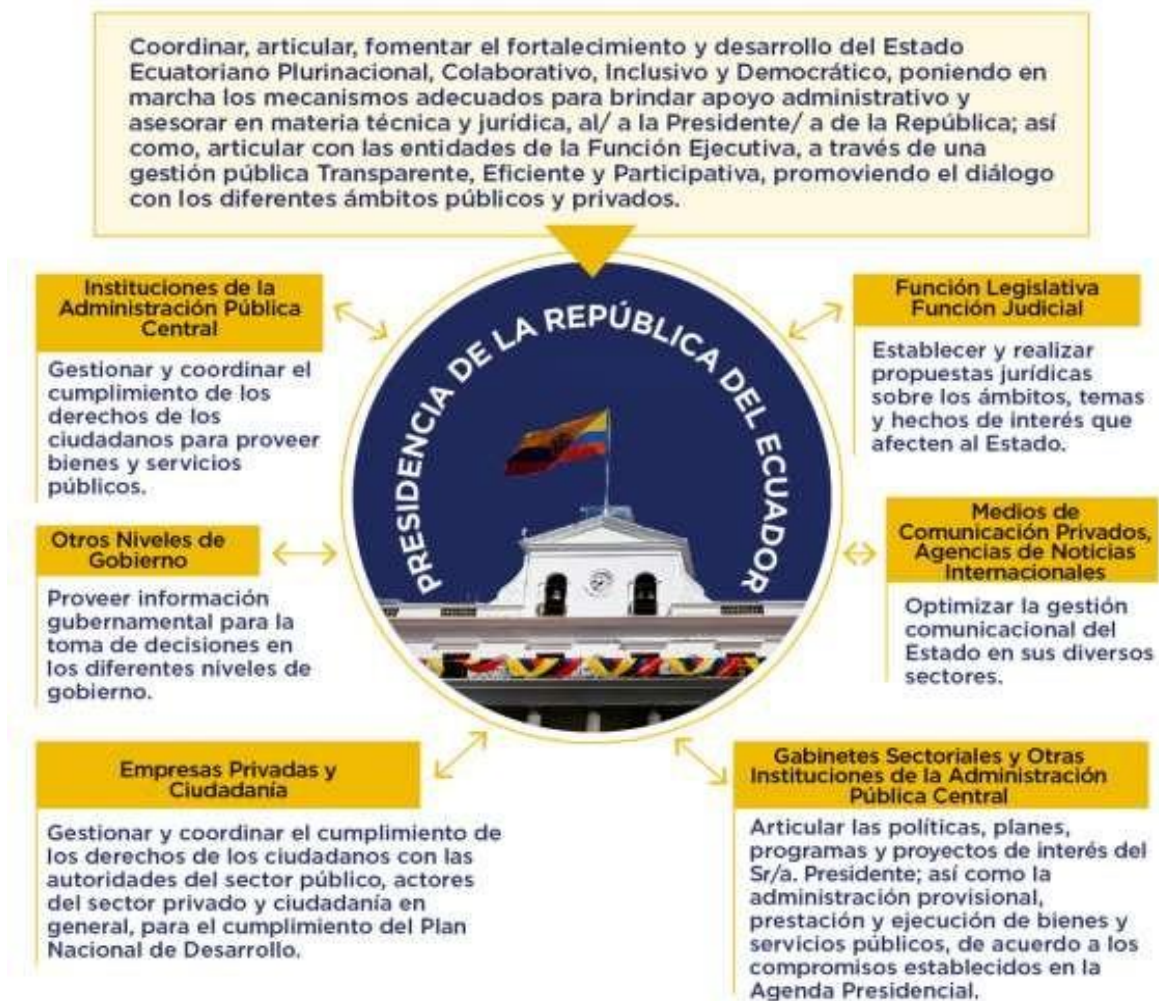 Coordinar, articular, fomentar el fortalecimiento y desarrollo del Estado
Ecuatoriano Plurinacional, Colaborativo, Inclusivo y Democrático, poniendo en
marcha los mecanismos adecuados para brindar apoyo administrativo y
asesorar en materia técnica y jurídica, al/ a la Presidente/ a de la República; así
como, articular con las entidades de la Función Ejecutiva, a través de una
gestión pública Transparente, Eficiente y Participativa, promoviendo el diálogo
con los diferentes ámbitos públicos y privados.
PRESIDENCIA DE LA REPÚBLICA DEL ECUADOR
Instituciones de la
Administración Pública
Central
Gestionar y coordinar el
cumplimiento de los
derechos de los
ciudadanos para proveer
bienes y servicios
públicos.
Función Legislativa
Función Judicial
Establecer y realizar
propuestas jurídicas
sobre los ámbitos, temas
y hechos de interés que
afecten al Estado.
Otros Niveles de
Gobierno
Proveer información
gubernamental para la
toma de decisiones en
los diferentes niveles de
gobierno.
Medios de
Comunicación Privados,
Agencias de Noticias
Internacionales
Optimizar la gestión
comunicacional del
Estado en sus diversos
sectores.
Empresas Privadas y
Ciudadanía
Gestionar y coordinar el cumplimiento de
los derechos de los ciudadanos con las
autoridades del sector público, actores
del sector privado y ciudadanía en
general, para el cumplimiento del Plan
Nacional de Desarrollo.
Gabinetes Sectoriales y Otras
Instituciones de la Administración
Pública Central
Articular las políticas, planes,
programas y proyectos de interés del
Sr/a. Presidente; así como la
administración provisional,
prestación y ejecución de bienes y
servicios públicos, de acuerdo a los
compromisos establecidos en la
Agenda Presidencial.